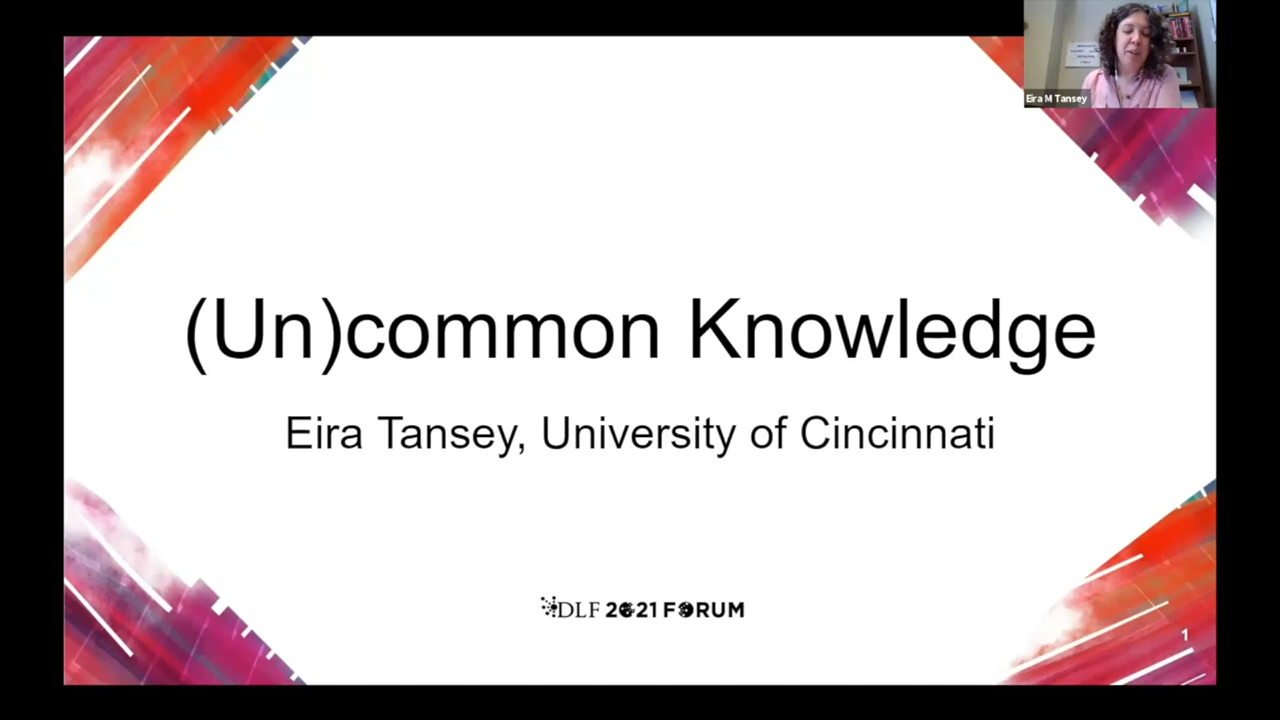 Eira M Tansey
(Un)common Knowledge
Eira Tansey, University of Cincinnati
DLF 2021 FORUM
1